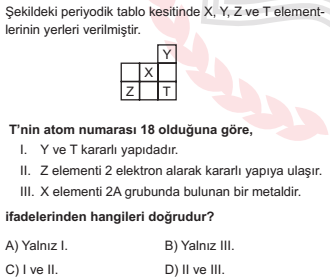 Şekildeki periyodik tablo kesitinde X, Y, Z ve T element-
lerinin yerleri verilmiştir.
Y
X
Z T
T'nin atom numarası 18 olduğuna göre,
I. Y ve T kararlı yapıdadır.
II. Z elementi 2 elektron alarak kararlı yapıya ulaşır.
III. X elementi 2A grubunda bulunan bir metaldir.
ifadelerinden hangileri doğrudur?
A) Yalnız I. B) Yalnız III.
C) I ve II. D) II ve III.